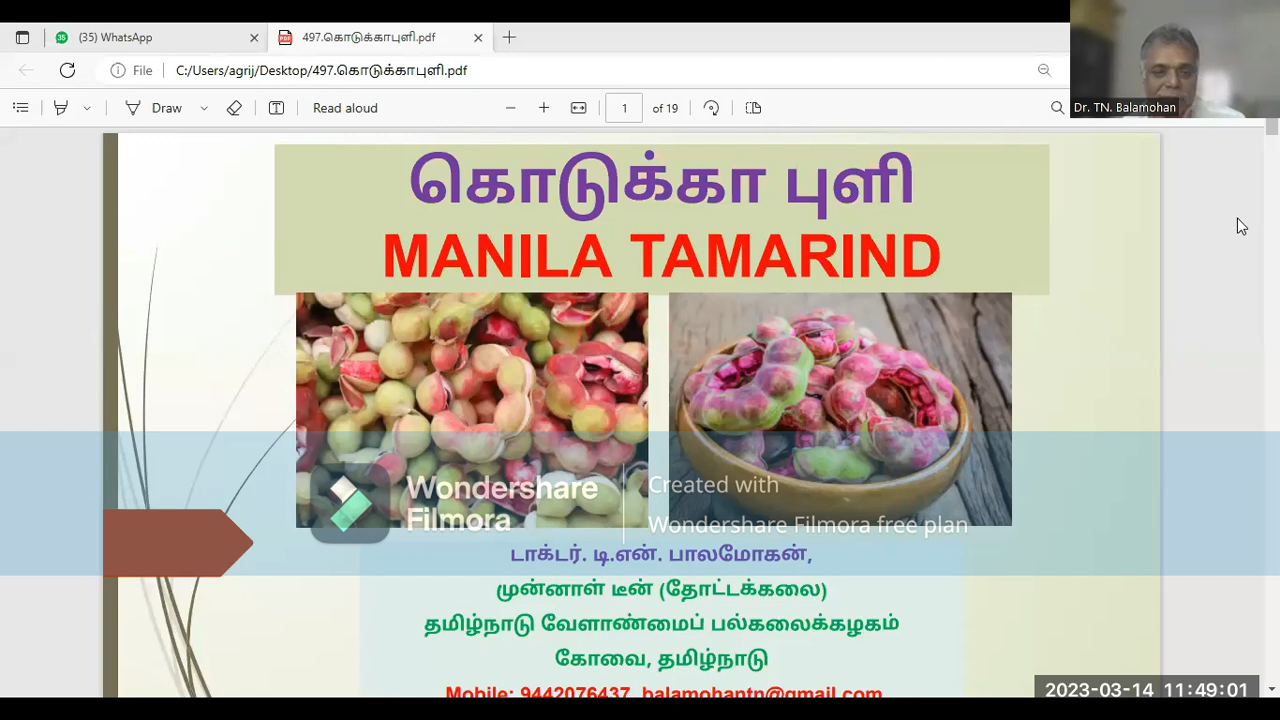 (35) WhatsApp
497.கொடுக்காபுளி.pdf
File
C:/Users/agrij/Desktop/497.கொடுக்காபுளி.pdf
Draw
Read aloud
1 of 19
Dr. TN. Balamohan
கொடுக்கா புளி
MANILA TAMARIND
Wondershare
Filmora
Created with
Wondershare Filmora free plan
டாக்டர். டி.என். பாலமோகன்,
முன்னாள் டீன் (தோட்டக்கலை)
தமிழ்நாடு வேளாண்மைப் பல்கலைக்கழகம்
கோவை, தமிழ்நாடு
Mobile: 9442076437, balamohantn@gmail.com
2023-03-14 11:49:01